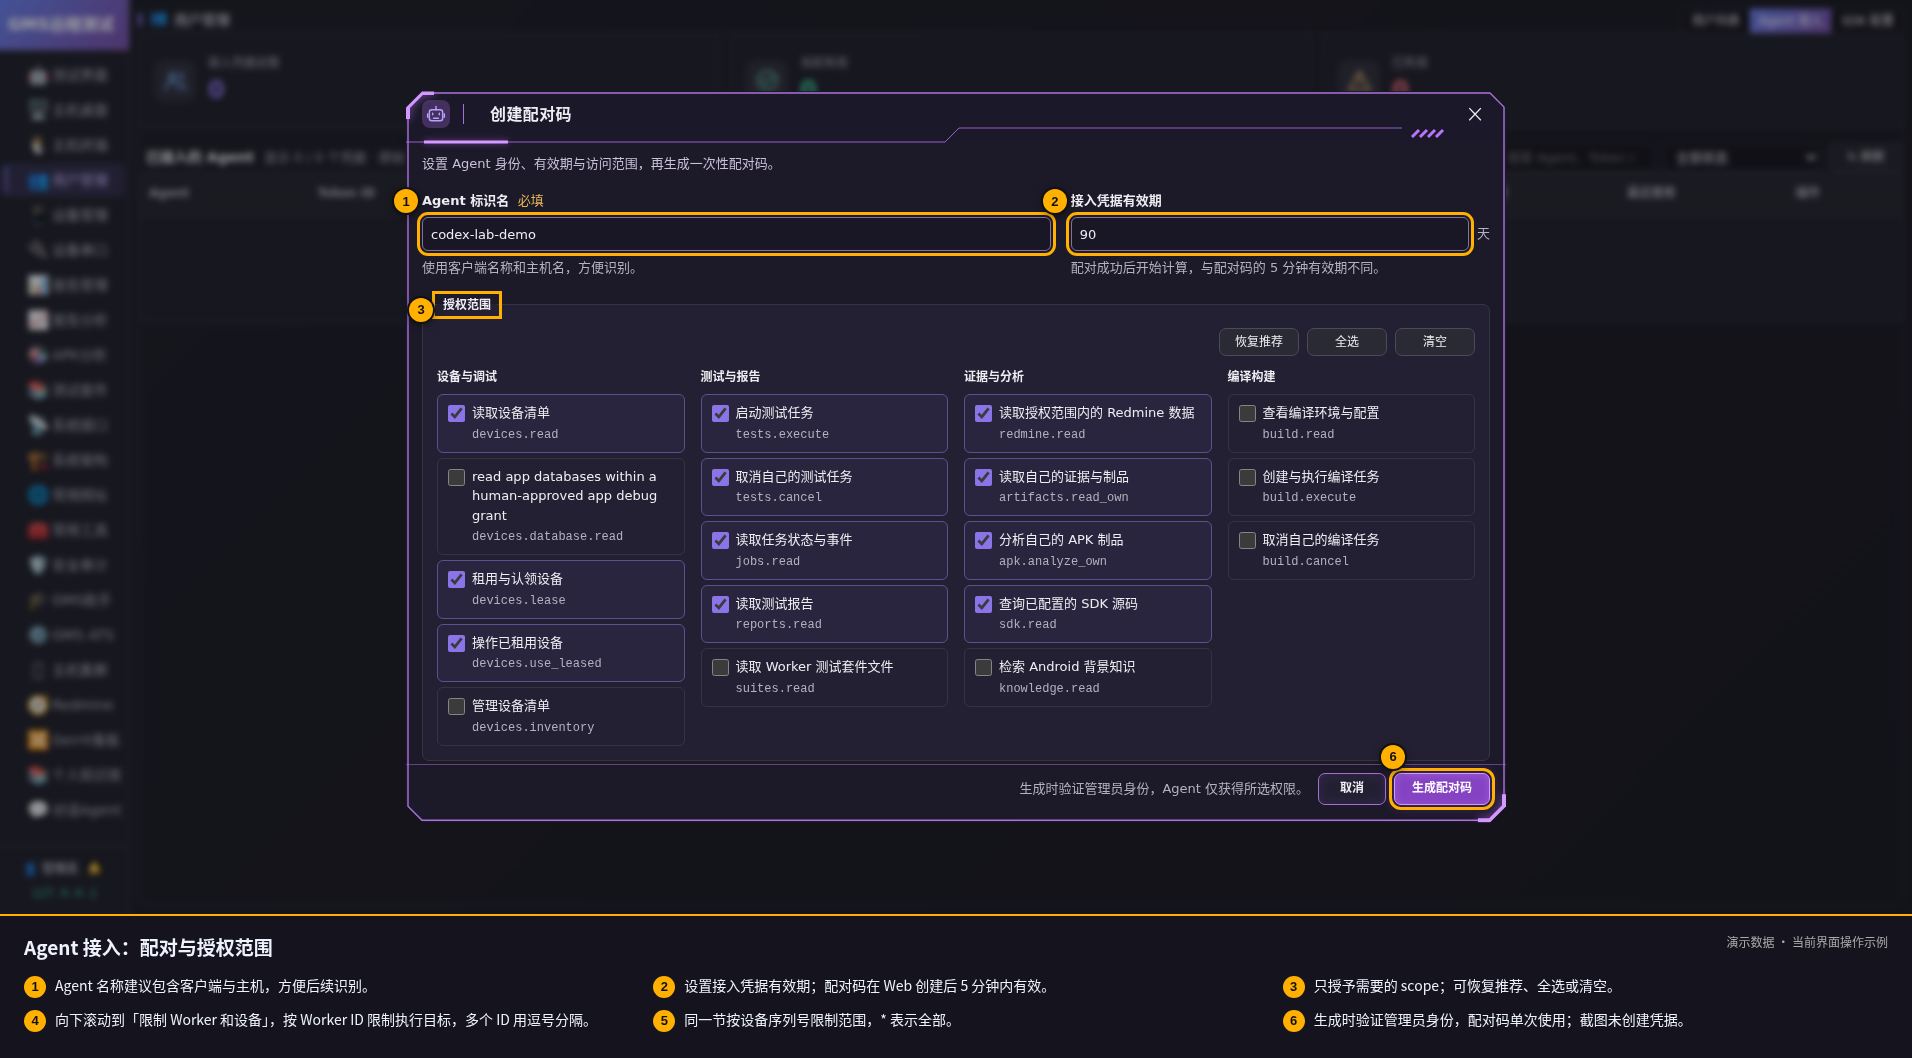 创建配对码
设置 Agent 身份、有效期与访问范围，再生成一次性配对码。
1 Agent 标识名 必填
2 接入凭据有效期
codex-lab-demo
90
天
使用客户端名称和主机名，方便识别。
配对成功后开始计算，与配对码的 5 分钟有效期不同。
3 授权范围
恢复推荐
全选
清空
设备与调试
读取设备清单
devices.read
read app databases within a
human-approved app debug
grant
devices.database.read
租用与认领设备
devices.lease
操作已租用设备
devices.use_leased
管理设备清单
devices.inventory
测试与报告
启动测试任务
tests.execute
取消自己的测试任务
tests.cancel
读取任务状态与事件
jobs.read
读取测试报告
reports.read
读取 Worker 测试套件文件
suites.read
证据与分析
读取授权范围内的 Redmine 数据
redmine.read
读取自己的证据与制品
artifacts.read_own
分析自己的 APK 制品
apk.analyze_own
查询已配置的 SDK 源码
sdk.read
检索 Android 背景知识
knowledge.read
编译构建
查看编译环境与配置
build.read
创建与执行编译任务
build.execute
取消自己的编译任务
build.cancel
6
生成时验证管理员身份，Agent 仅获得所选权限。
取消
生成配对码
Agent 接入：配对与授权范围
演示数据 · 当前界面操作示例
1 Agent 名称建议包含客户端与主机，方便后续识别。
2 设置接入凭据有效期；配对码在 Web 创建后 5 分钟内有效。
3 只授予需要的 scope；可恢复推荐、全选或清空。
4 向下滚动到「限制 Worker 和设备」，按 Worker ID 限制执行目标，多个 ID 用逗号分隔。
5 同一节按设备序列号限制范围，* 表示全部。
6 生成时验证管理员身份，配对码单次使用；截图未创建凭据。